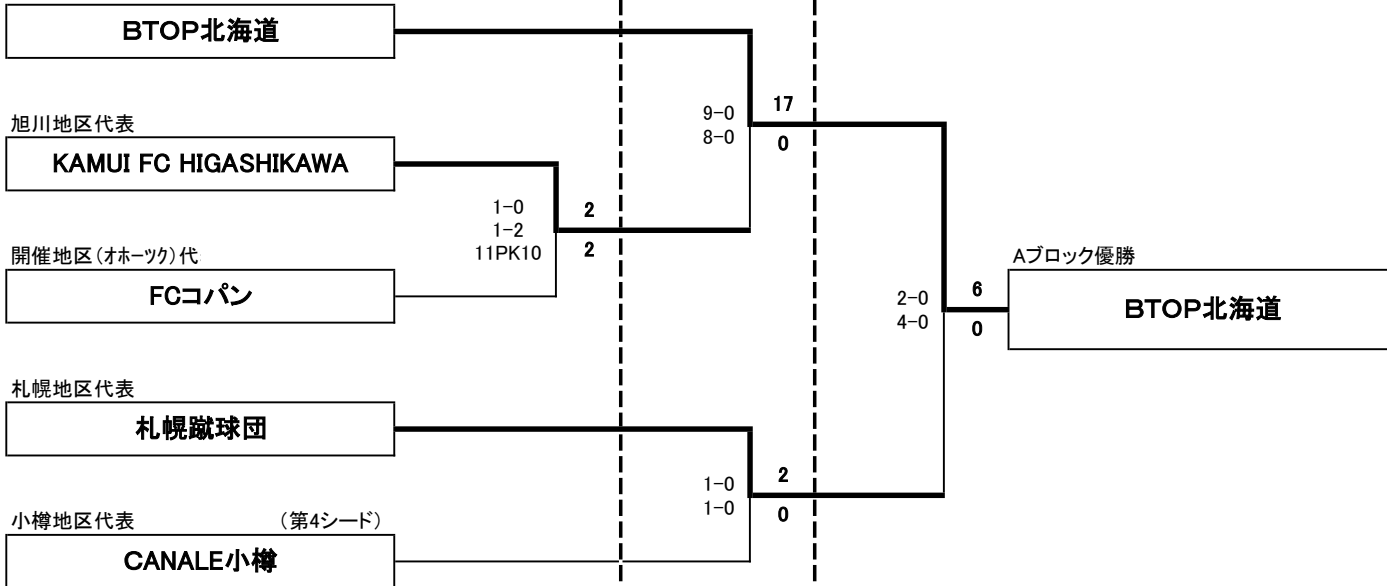 BTOP北海道
9-0
17
8-0
0
旭川地区代表
KAMUI FC HIGASHIKAWA
1-0
2
1-2
11PK10
2
開催地区(オホーツク)代
FCコパン
Aブロック優勝
BTOP北海道
2-0
6
4-0
0
札幌地区代表
札幌蹴球団
1-0
2
1-0
0
小樽地区代表 (第4シード)
CANALE小樽